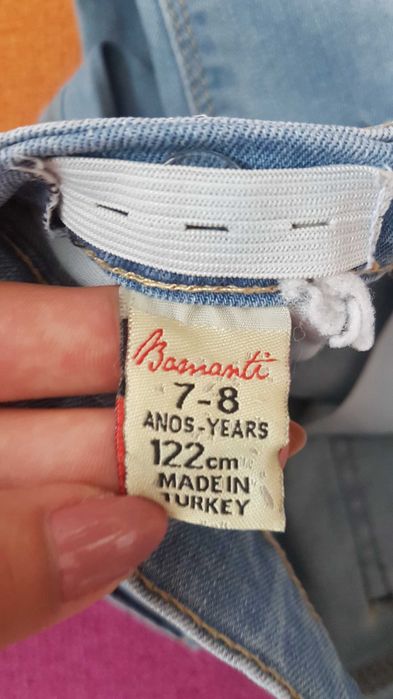 Bamanti
7-8
ANOS-YEARS
122cm
MADE IN
TURKEY